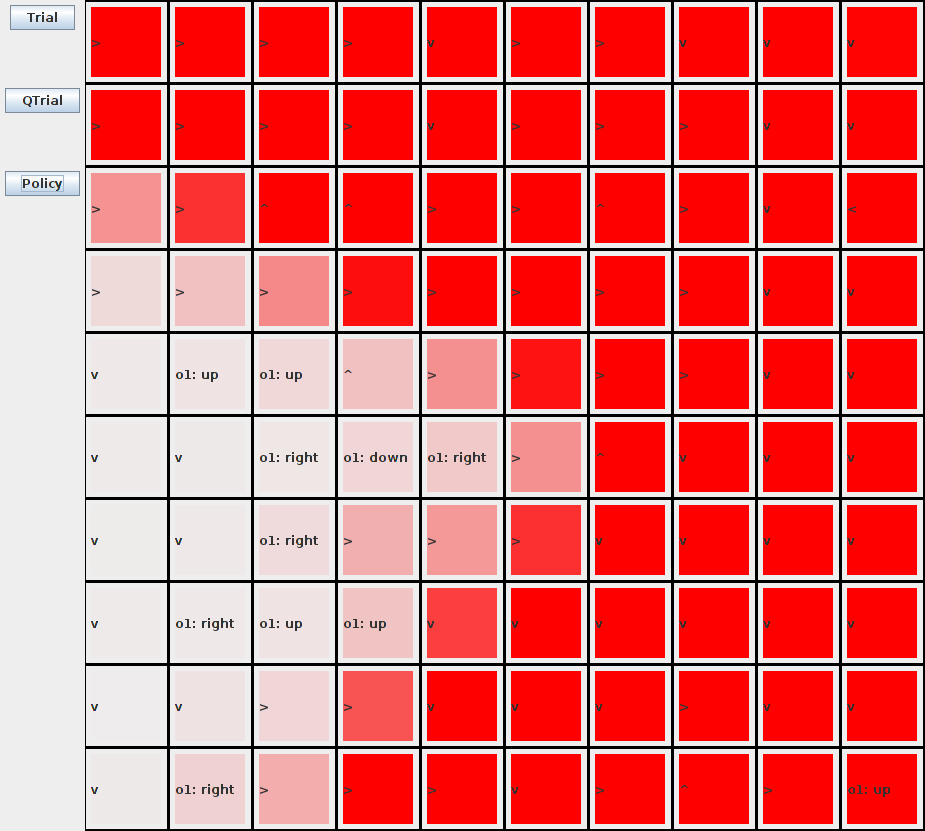 Trial > > > > v > > v v v
QTrial > > > > v > > > v v
Policy > > ^ ^ > > ^ > v <
> > > > > > > > v v
v o1: up o1: up ^ > > > > v v
v v o1: right o1: down o1: right > ^ v v v
v v o1: right > > > v v v v
v o1: right o1: up o1: up v v v v v v
v v > > v v v > v v
v o1: right > > > v > ^ > o1: up